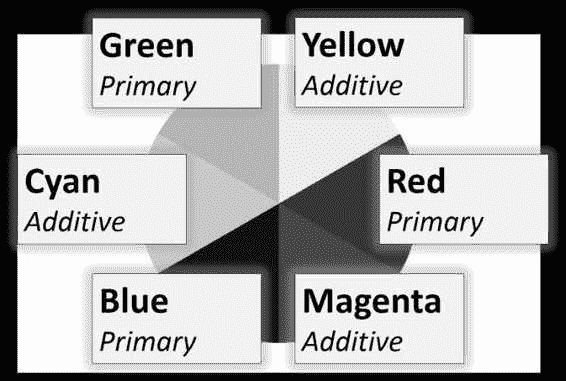 Green
Primary
Yellow
Additive
Cyan
Additive
Red
Primary
Blue
Primary
Magenta
Additive